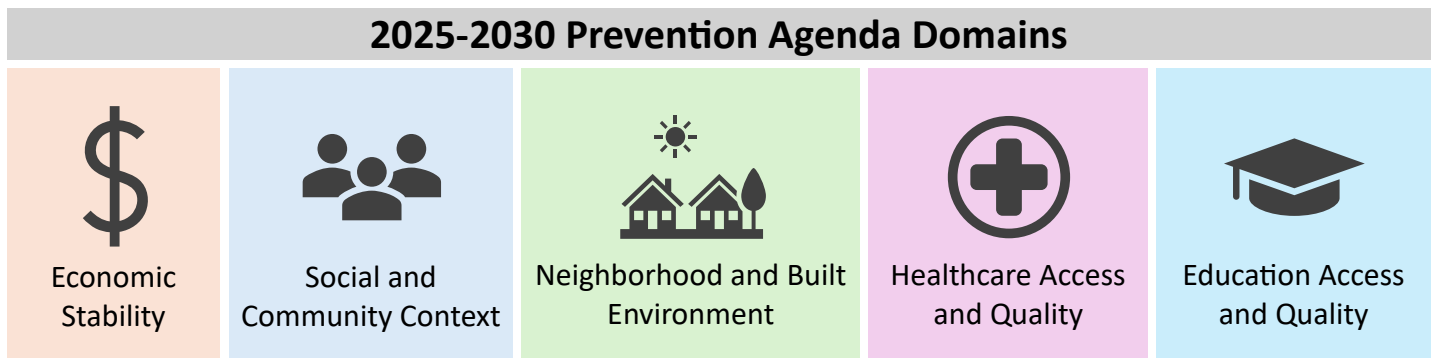 2025-2030 Prevention Agenda Domains
Economic
Stability
Social and
Community Context
Neighborhood and Built
Environment
Healthcare Access
and Quality
Education Access
and Quality